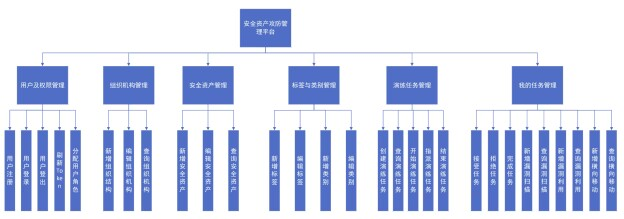 安全资产攻防管
理平台
用户及权限管理
组织机构管理
安全资产管理
标签与类别管理
演练任务管理
我的任务管理
用户注册
用户登录
用户登出
刷新Token
分配用户角色
新增组织结构
编辑组织机构
查询组织机构
新增安全资产
编辑安全资产
查询安全资产
新增标签
编辑标签
新增类别
编辑类别
创建演练任务
查询演练任务
开始演练任务
指派演练任务
结束演练任务
接受任务
拒绝任务
完成任务
新增漏洞扫描
查询漏洞扫描
新增漏洞利用
查询漏洞利用
新增横向移动
查询横向移动